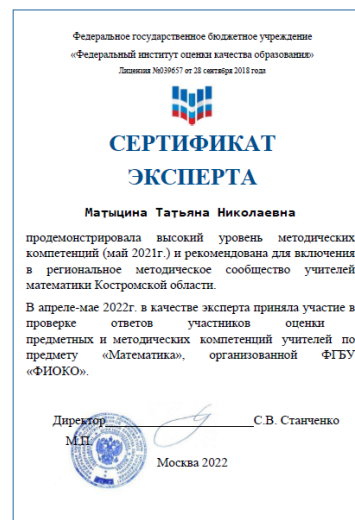 Федеральное государственное бюджетное учреждение
«Федеральный институт оценки качества образования»
Лицензия №039657 от 28 сентября 2018 года
СЕРТИФИКАТ
ЭКСПЕРТА
Матыцина Татьяна Николаевна
продемонстрировала высокий уровень методических
компетенций (май 2021г.) и рекомендована для включения
в региональное методическое сообщество учителей
математики Костромской области.
В апреле-мае 2022г. в качестве эксперта приняла участие в
проверке ответов участников оценки
предметных и методических компетенций учителей по
предмету «Математика», организованной ФГБУ
«ФИОКО».
Директор____________________С.В. Станченко
М.П.
Москва 2022